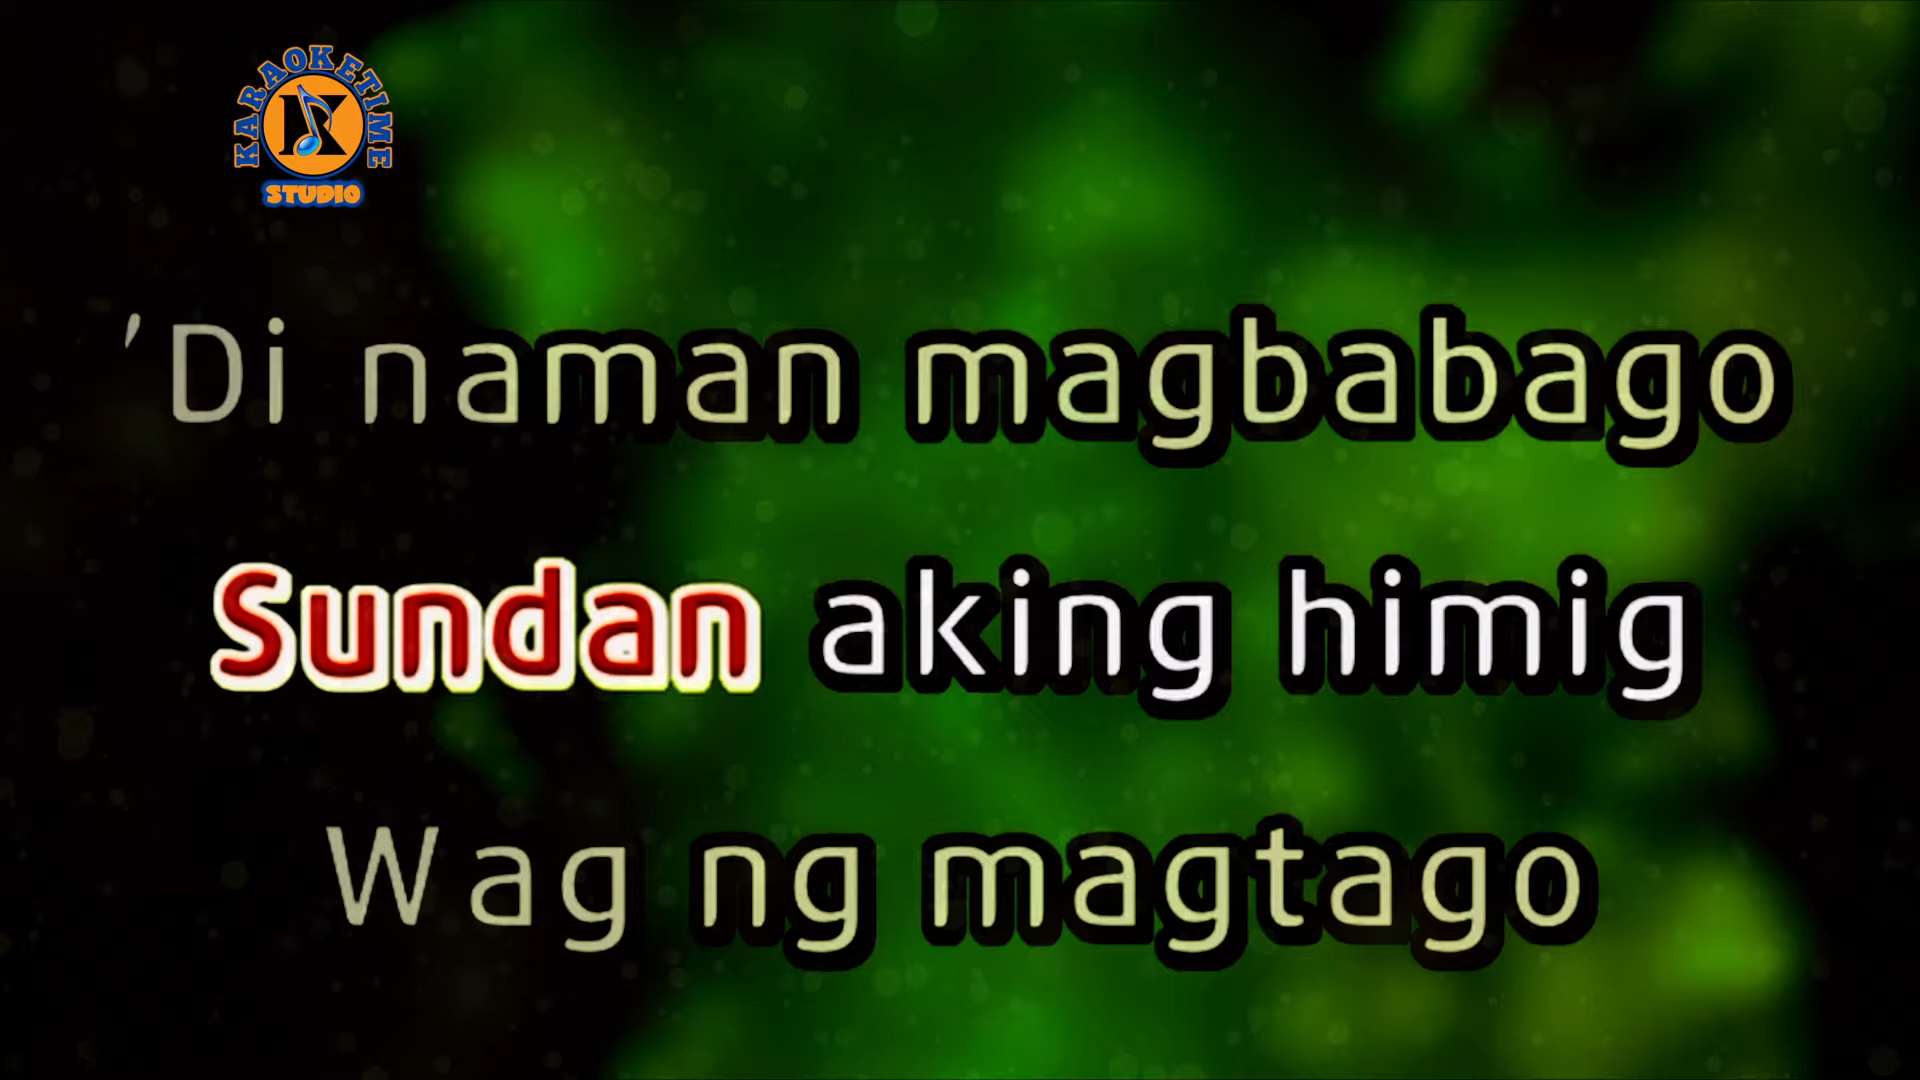 KARAOKETIME
K
STUDIO
'Di naman magbabago
Sundan aking himig
Wag ng magtago